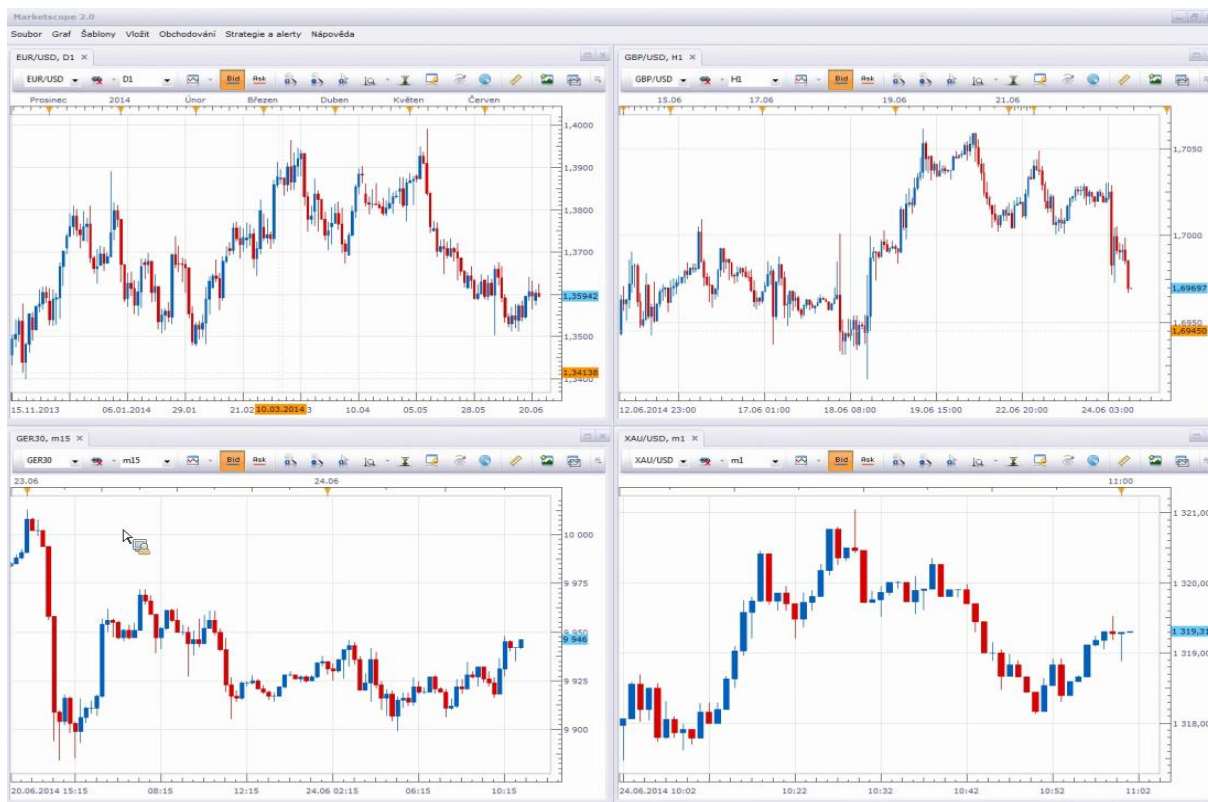 Marketscope 2.0
Soubor Graf Šablony Vložit Obchodování Strategie a alerty Nápověda
EUR/USD, D1
EUR/USD D1 Bid Ask
Prosinec 2014 Únor Březen Duben Květen Červen
1,4000
1,3900
1,3800
1,3700
1,35942
1,3500
1,34138
1,3400
15.11.2013 06.01.2014 29.01 21.02 10.03.2014 3 10.04 05.05 28.05 20.06
GBP/USD, H1
GBP/USD H1 Bid Ask
15.06 17.06 19.06 21.06
1,7050
1,7000
1,69697
1,6950
1,69450
12.06.2014 23:00 17.06 01:00 18.06 08:00 19.06 15:00 22.06 20:00 24.06 03:00
GER30, m15
GER30 m15 Bid Ask
23.06 24.06
10 000
9 975
9 950
9 946
9 925
9 900
20.06.2014 15:15 08:15 12:15 24.06 02:15 06:15 10:15
XAU/USD, m1
XAU/USD m1 Bid Ask
11:00
1 321,00
1 320,00
1 319,31
1 319,00
1 318,00
24.06.2014 10:02 10:22 10:32 10:42 10:52 11:02